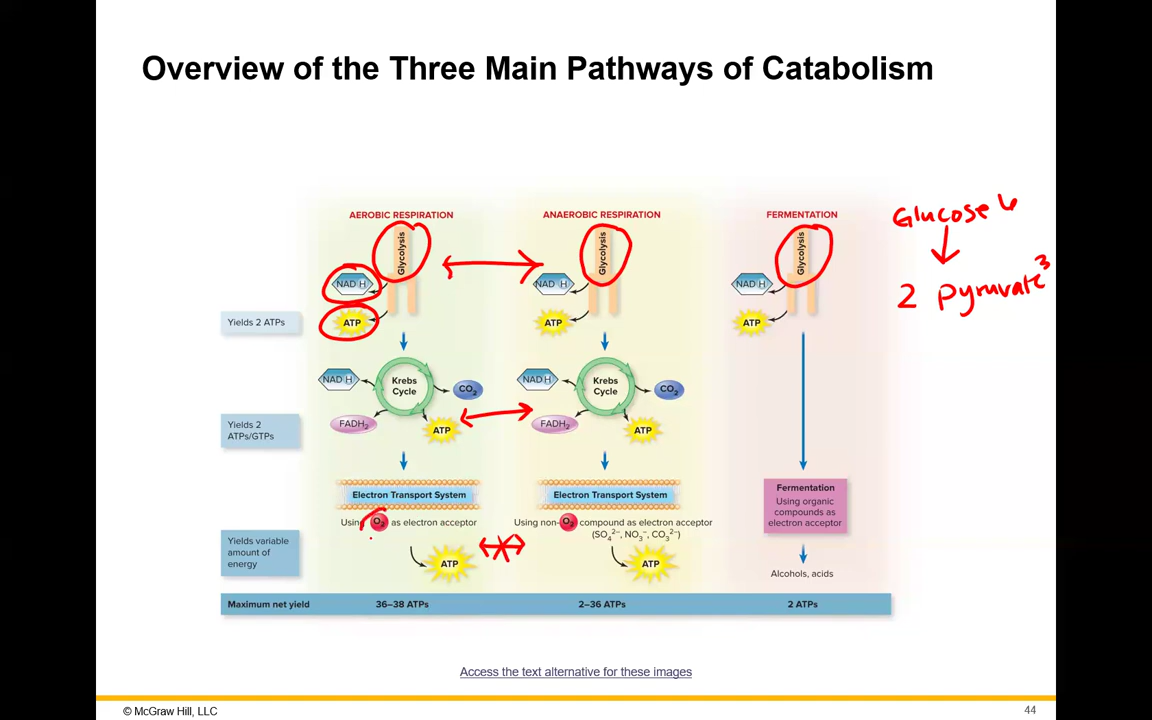 Overview of the Three Main Pathways of Catabolism
AEROBIC RESPIRATION
Glycolysis
NAD H
ATP
Yields 2 ATPs
Krebs
Cycle
NAD H
CO2
FADH2
ATP
Yields 2
ATPs/GTPs
Electron Transport System
Using O2 as electron acceptor
Yields variable
amount of
energy
ATP
ANAEROBIC RESPIRATION
Glycolysis
NAD H
ATP
Krebs
Cycle
NAD H
CO2
FADH2
ATP
Electron Transport System
Using non-O2 compound as electron acceptor
(SO4²⁻, NO3⁻, CO3²⁻)
ATP
FERMENTATION
Glycolysis
NAD H
ATP
Fermentation
Using organic
compounds as
electron acceptor
Alcohols, acids
Glucose 6
2 pyruvate 3
Maximum net yield 36–38 ATPs 2–36 ATPs 2 ATPs
Access the text alternative for these images
© McGraw Hill, LLC
44